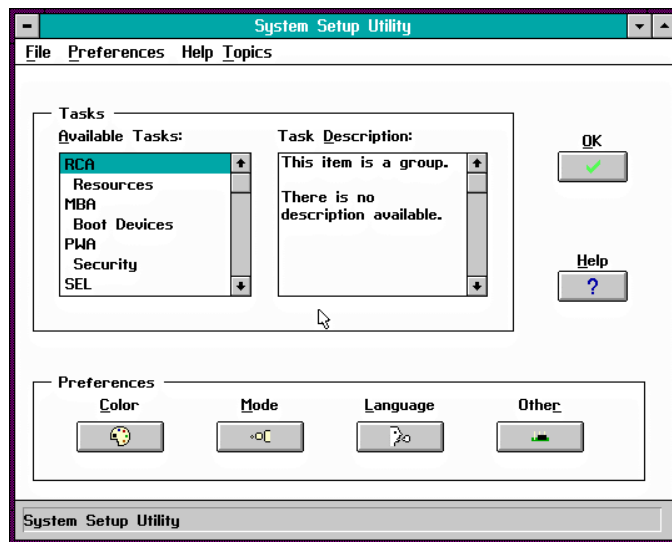 System Setup Utility
File Preferences Help Topics
Tasks
Available Tasks:
RCA
Resources
MBA
Boot Devices
PWA
Security
SEL
Task Description:
This item is a group.
There is no
description available.
OK
Help
?
Preferences
Color Mode Language Other
System Setup Utility